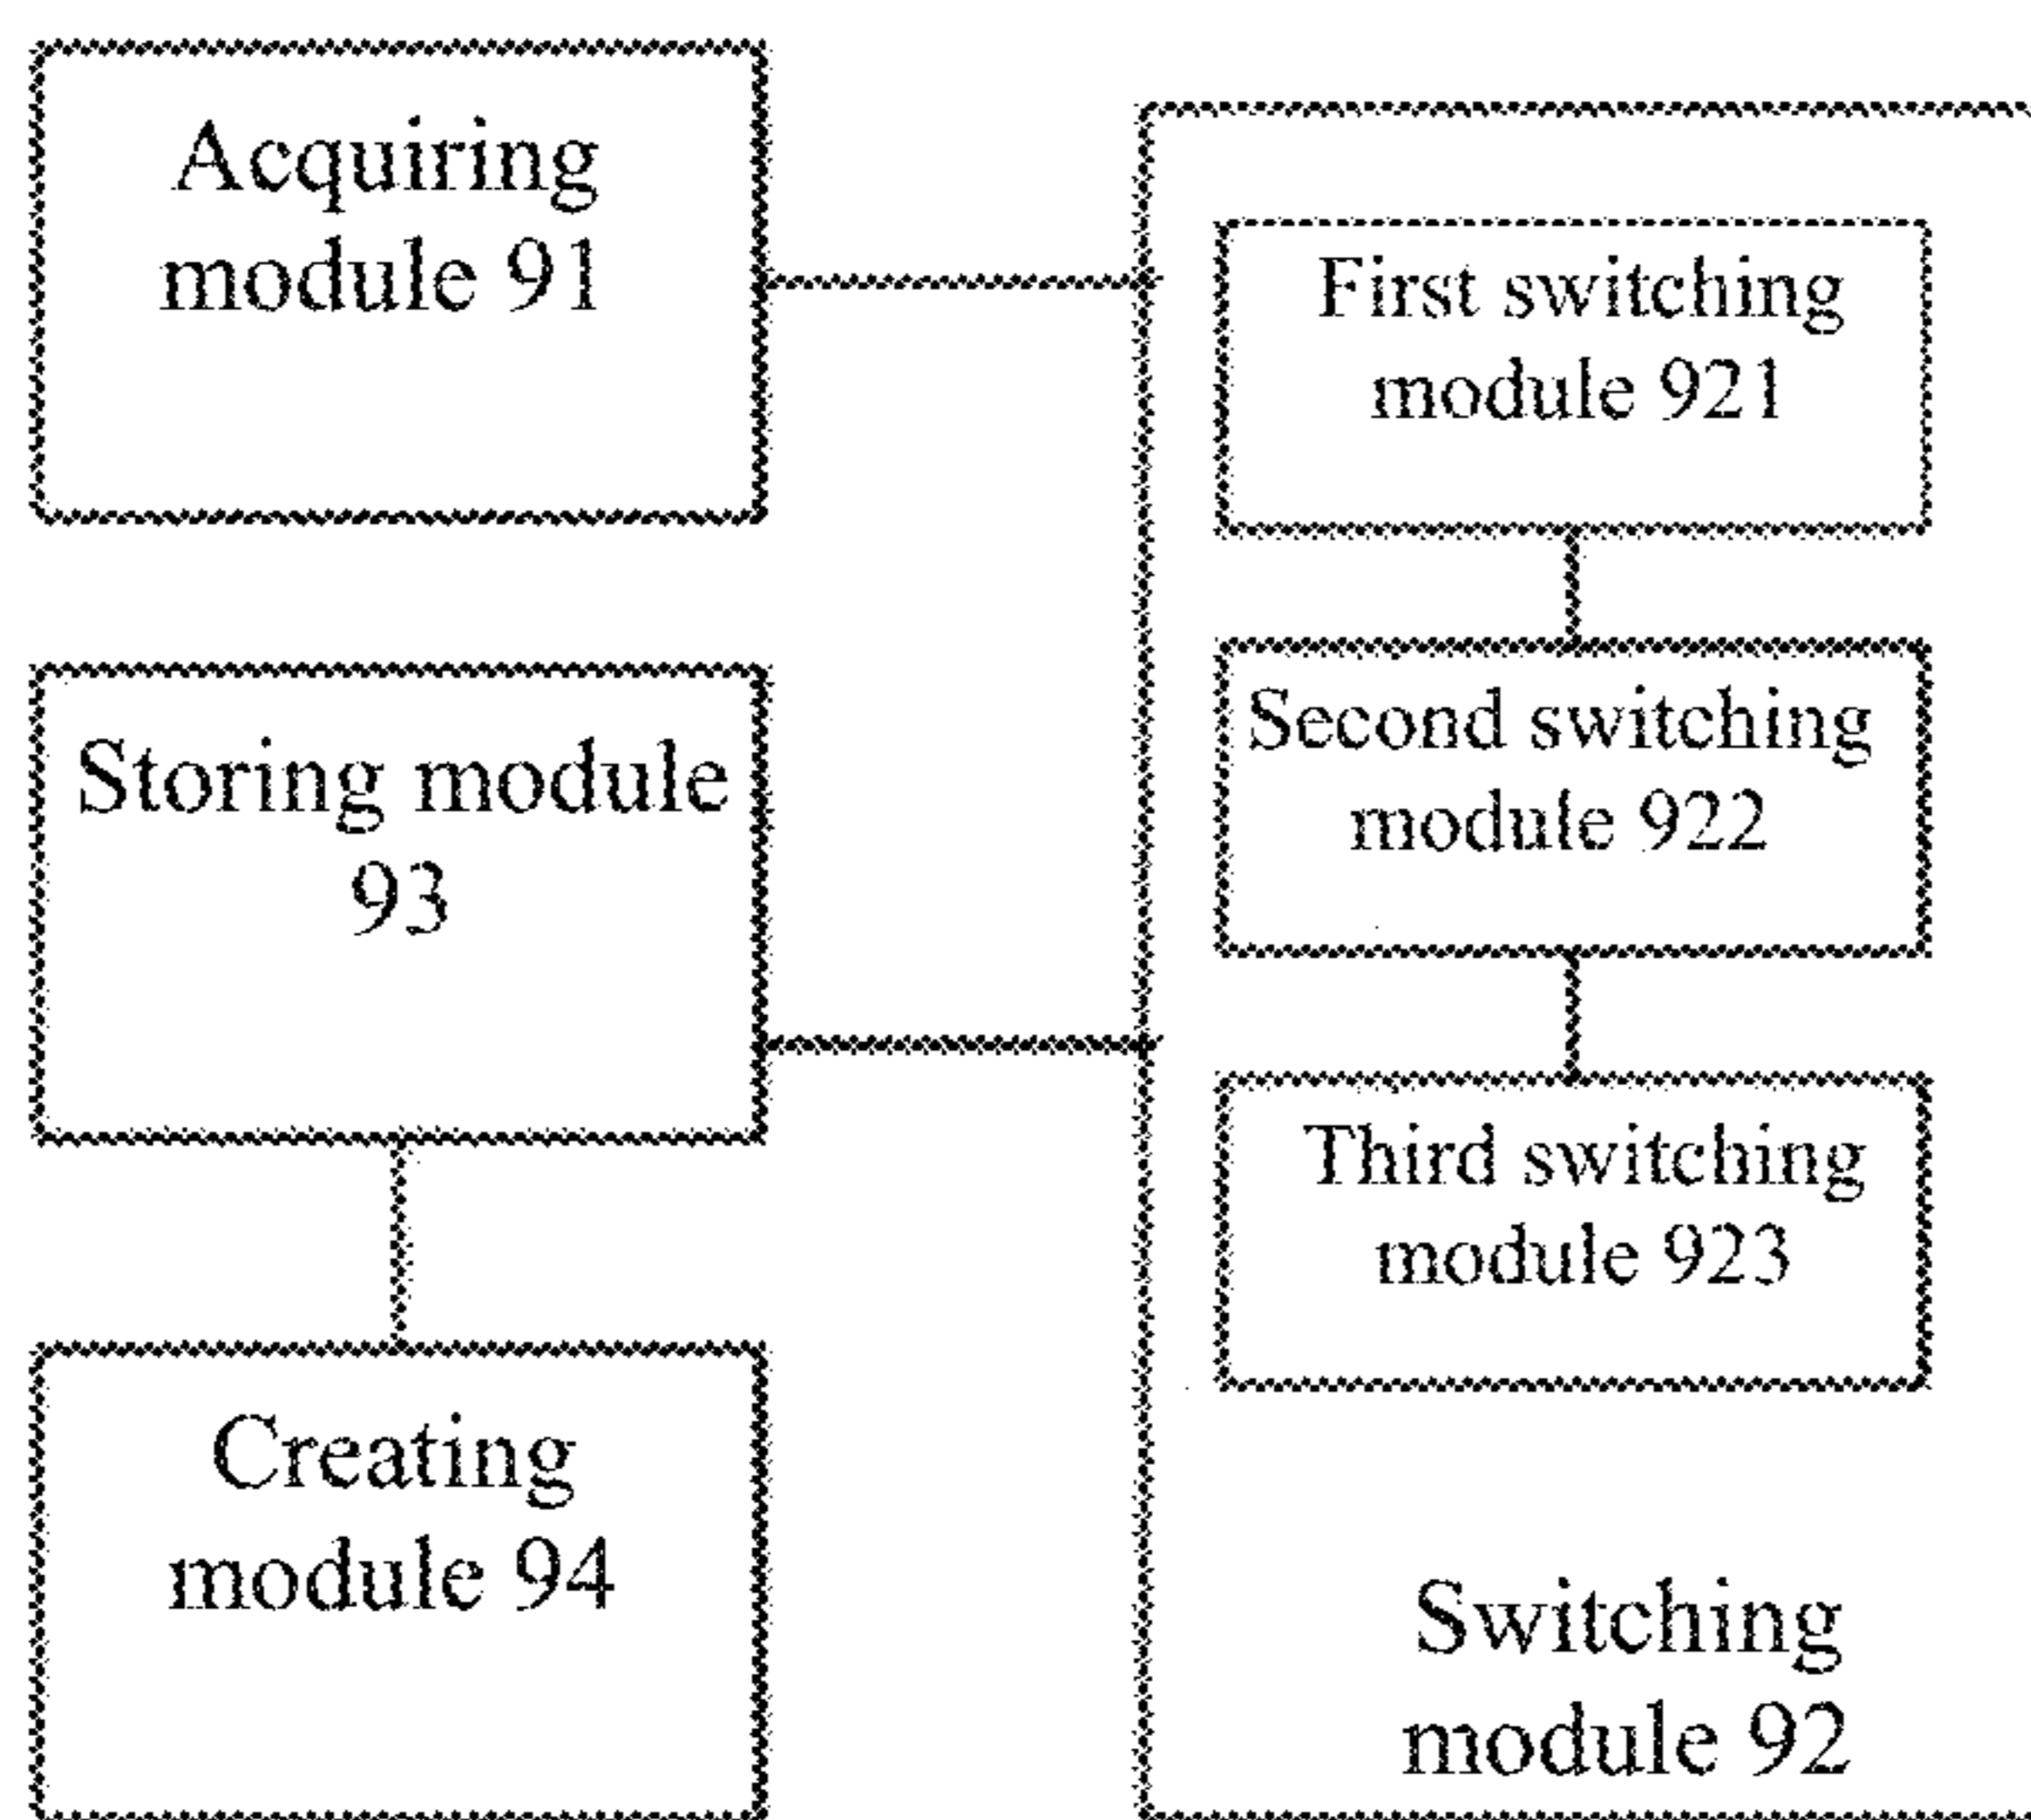 Acquiring
module 91
First switching
module 921
Second switching
module 922
Storing module
93
Third switching
module 923
Creating
module 94
Switching
module 92